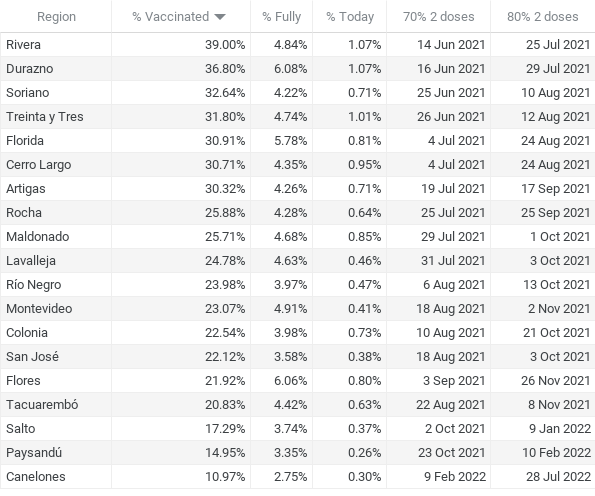 Region % Vaccinated % Fully % Today 70% 2 doses 80% 2 doses
Rivera 39.00% 4.84% 1.07% 14 Jun 2021 25 Jul 2021
Durazno 36.80% 6.08% 1.07% 16 Jun 2021 29 Jul 2021
Soriano 32.64% 4.22% 0.71% 25 Jun 2021 10 Aug 2021
Treinta y Tres 31.80% 4.74% 1.01% 26 Jun 2021 12 Aug 2021
Florida 30.91% 5.78% 0.81% 4 Jul 2021 24 Aug 2021
Cerro Largo 30.71% 4.35% 0.95% 4 Jul 2021 24 Aug 2021
Artigas 30.32% 4.26% 0.71% 19 Jul 2021 17 Sep 2021
Rocha 25.88% 4.28% 0.64% 25 Jul 2021 25 Sep 2021
Maldonado 25.71% 4.68% 0.85% 29 Jul 2021 1 Oct 2021
Lavalleja 24.78% 4.63% 0.46% 31 Jul 2021 3 Oct 2021
Río Negro 23.98% 3.97% 0.47% 6 Aug 2021 13 Oct 2021
Montevideo 23.07% 4.91% 0.41% 18 Aug 2021 2 Nov 2021
Colonia 22.54% 3.98% 0.73% 10 Aug 2021 21 Oct 2021
San José 22.12% 3.58% 0.38% 18 Aug 2021 3 Oct 2021
Flores 21.92% 6.06% 0.80% 3 Sep 2021 26 Nov 2021
Tacuarembó 20.83% 4.42% 0.63% 22 Aug 2021 8 Nov 2021
Salto 17.29% 3.74% 0.37% 2 Oct 2021 9 Jan 2022
Paysandú 14.95% 3.35% 0.26% 23 Oct 2021 10 Feb 2022
Canelones 10.97% 2.75% 0.30% 9 Feb 2022 28 Jul 2022